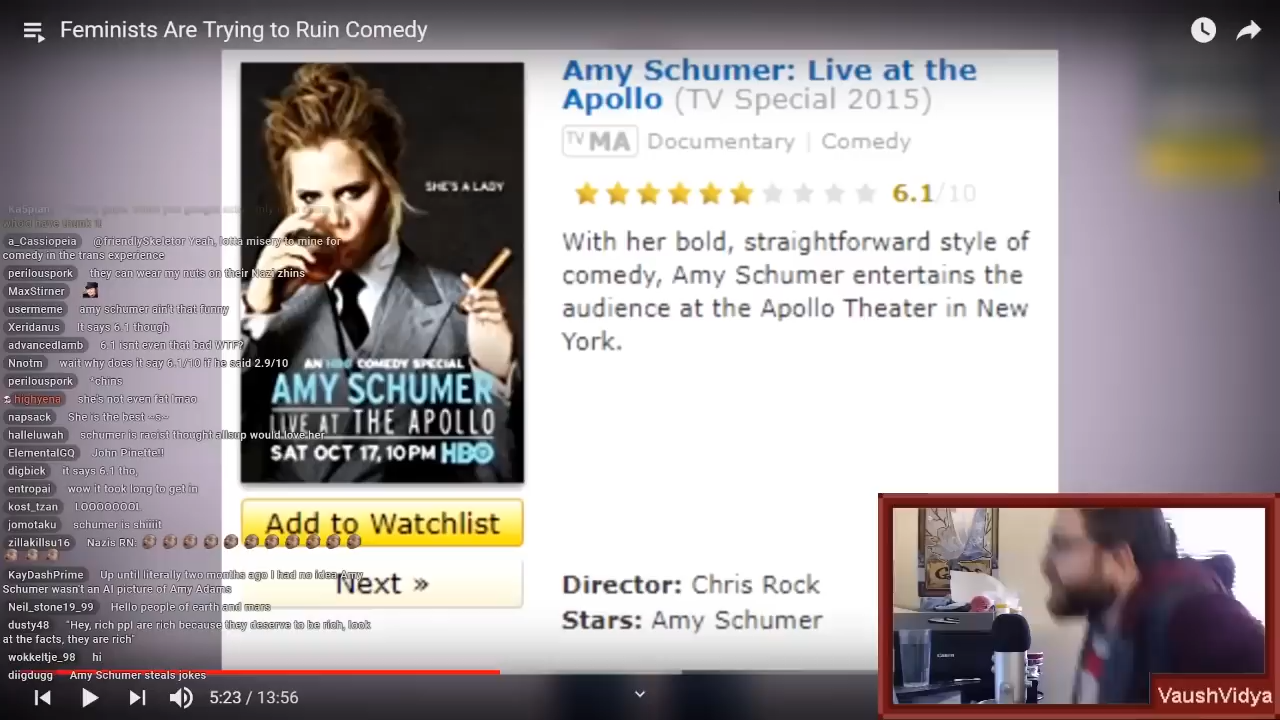 Feminists Are Trying to Ruin Comedy
Amy Schumer: Live at the
Apollo (TV Special 2015)
TV MA Documentary | Comedy
6.1/10
With her bold, straightforward style of
comedy, Amy Schumer entertains the
audience at the Apollo Theater in New
York.
SHE'S A LADY
AN HBO COMEDY SPECIAL
AMY SCHUMER
LIVE AT THE APOLLO
SAT OCT 17, 10PM HBO
Add to Watchlist
Next »
Director: Chris Rock
Stars: Amy Schumer
a_Cassiopeia @friendlySkeletor Yeah, lotta misery to mine for
comedy in the trans experience
perilouspork they can wear my nuts on their Nazi zhins
MaxStirner
usermeme amy schumer ain't that funny
Xeridanus It says 6.1 though
advancedlamb 6.1 isnt even that bad WTF?
Nnotm wait why does it say 6.1/10 if he said 2.9/10
perilouspork *chins
highyena she's not even fat lmao
napsack She is the best ~s~
halleluwah schumer is racist thought allsup would love her
ElementalGQ John Pinette!!
digbick it says 6.1 tho,
entropai wow it took long to get in
kost_tzan LOOOOOOOL
jomotaku schumer is shiiiit
zillakillsu16 Nazis RN:
KayDashPrime Up until literally two months ago I had no idea Amy
Schumer wasn't an AI picture of Amy Adams
Neil_stone19_99 Hello people of earth and mars
dusty48 "Hey, rich ppl are rich because they deserve to be rich, look
at the facts, they are rich"
wokkeltje_98 hi
diigdugg Amy Schumer steals jokes
5:23 / 13:56
VaushVidya